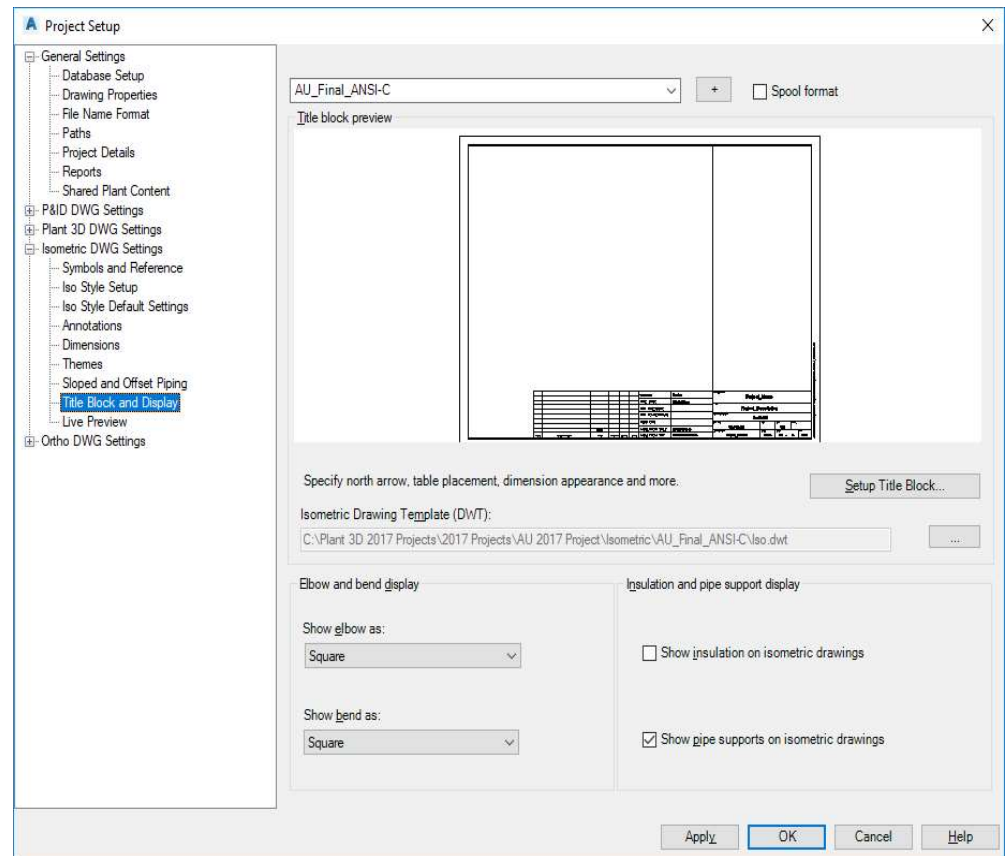 Project Setup
General Settings
Database Setup
Drawing Properties
File Name Format
Paths
Project Details
Reports
Shared Plant Content
P&ID DWG Settings
Plant 3D DWG Settings
Isometric DWG Settings
Symbols and Reference
Iso Style Setup
Iso Style Default Settings
Annotations
Dimensions
Themes
Sloped and Offset Piping
Title Block and Display
Live Preview
Ortho DWG Settings
AU_Final_ANSI-C
+
Spool format
Title block preview
Project_Name
Project_Description
Specify north arrow, table placement, dimension appearance and more.
Setup Title Block...
Isometric Drawing Template (DWT):
C:\Plant 3D 2017 Projects\2017 Projects\AU 2017 Project\Isometric\AU_Final_ANSI-C\Iso.dwt
...
Elbow and bend display
Show elbow as:
Square
Show bend as:
Square
Insulation and pipe support display
Show insulation on isometric drawings
Show pipe supports on isometric drawings
Apply
OK
Cancel
Help